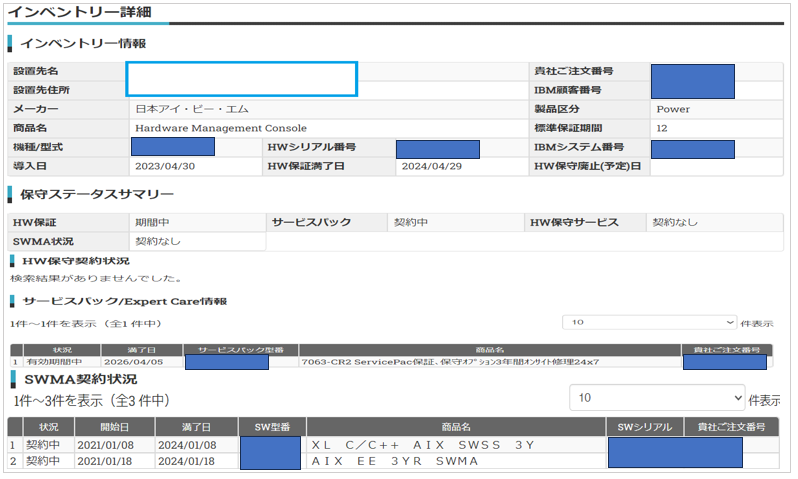 インベントリー詳細
インベントリー情報
設置先名 貴社ご注文番号
設置先住所 IBM顧客番号
メーカー 日本アイ・ビー・エム 製品区分 Power
商品名 Hardware Management Console 標準保証期間 12
機種/型式 HWシリアル番号 IBMシステム番号
導入日 2023/04/30 HW保証満了日 2024/04/29 HW保守廃止(予定)日
保守ステータスサマリー
HW保証 期間中 サービスパック 契約中 HW保守サービス 契約なし
SWMA状況 契約なし
HW保守契約状況
検索結果がありませんでした。
サービスパック/Expert Care情報
1件～1件を表示（全1 件中） 10 件表示
状況 満了日 サービスパック型番 商品名 貴社ご注文番号
1 有効期間中 2026/04/05 7063-CR2 ServicePac保証、保守ｵﾌﾟｼｮﾝ3年間ｵﾝｻｲﾄ修理24x7
SWMA契約状況
1件～3件を表示（全3 件中） 10 件表示
状況 開始日 満了日 SW型番 商品名 SWシリアル 貴社ご注文番号
1 契約中 2021/01/08 2024/01/08 ＸＬ　Ｃ／Ｃ＋＋　ＡＩＸ　ＳＷＳＳ　３Ｙ
2 契約中 2021/01/18 2024/01/18 ＡＩＸ　ＥＥ　３ＹＲ　ＳＷＭＡ